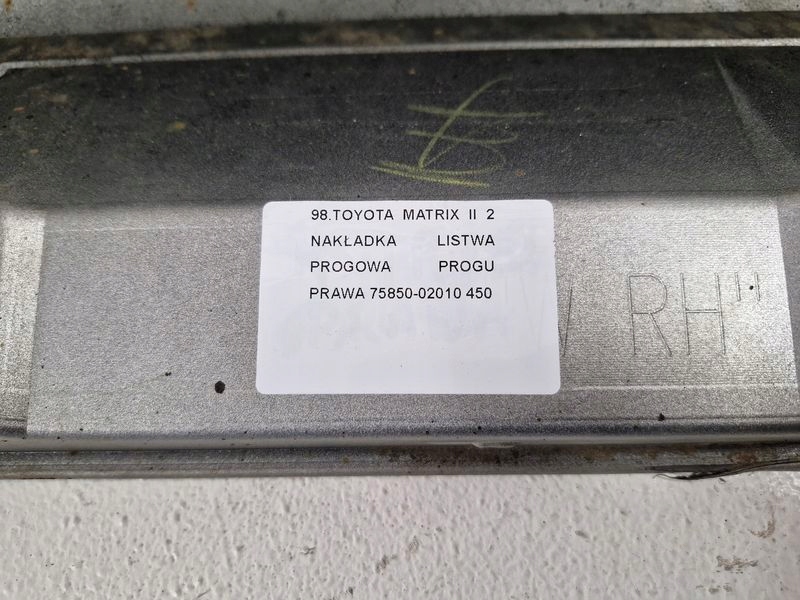 98.TOYOTA MATRIX II 2
NAKŁADKA LISTWA
PROGOWA PROGU
PRAWA 75850-02010 450
RH"